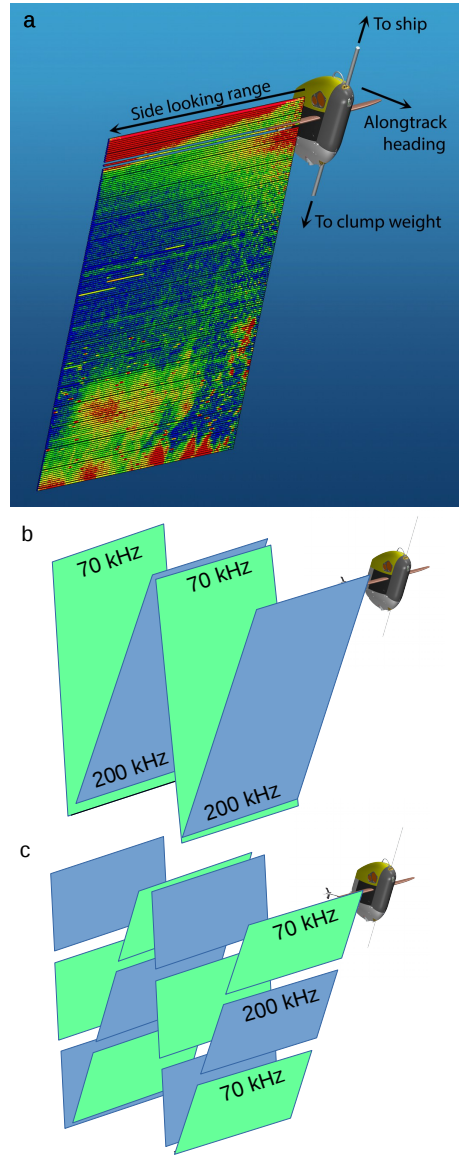 a
To ship
Side looking range
Alongtrack
heading
To clump weight
b
70 kHz
70 kHz
200 kHz
200 kHz
c
70 kHz
200 kHz
70 kHz